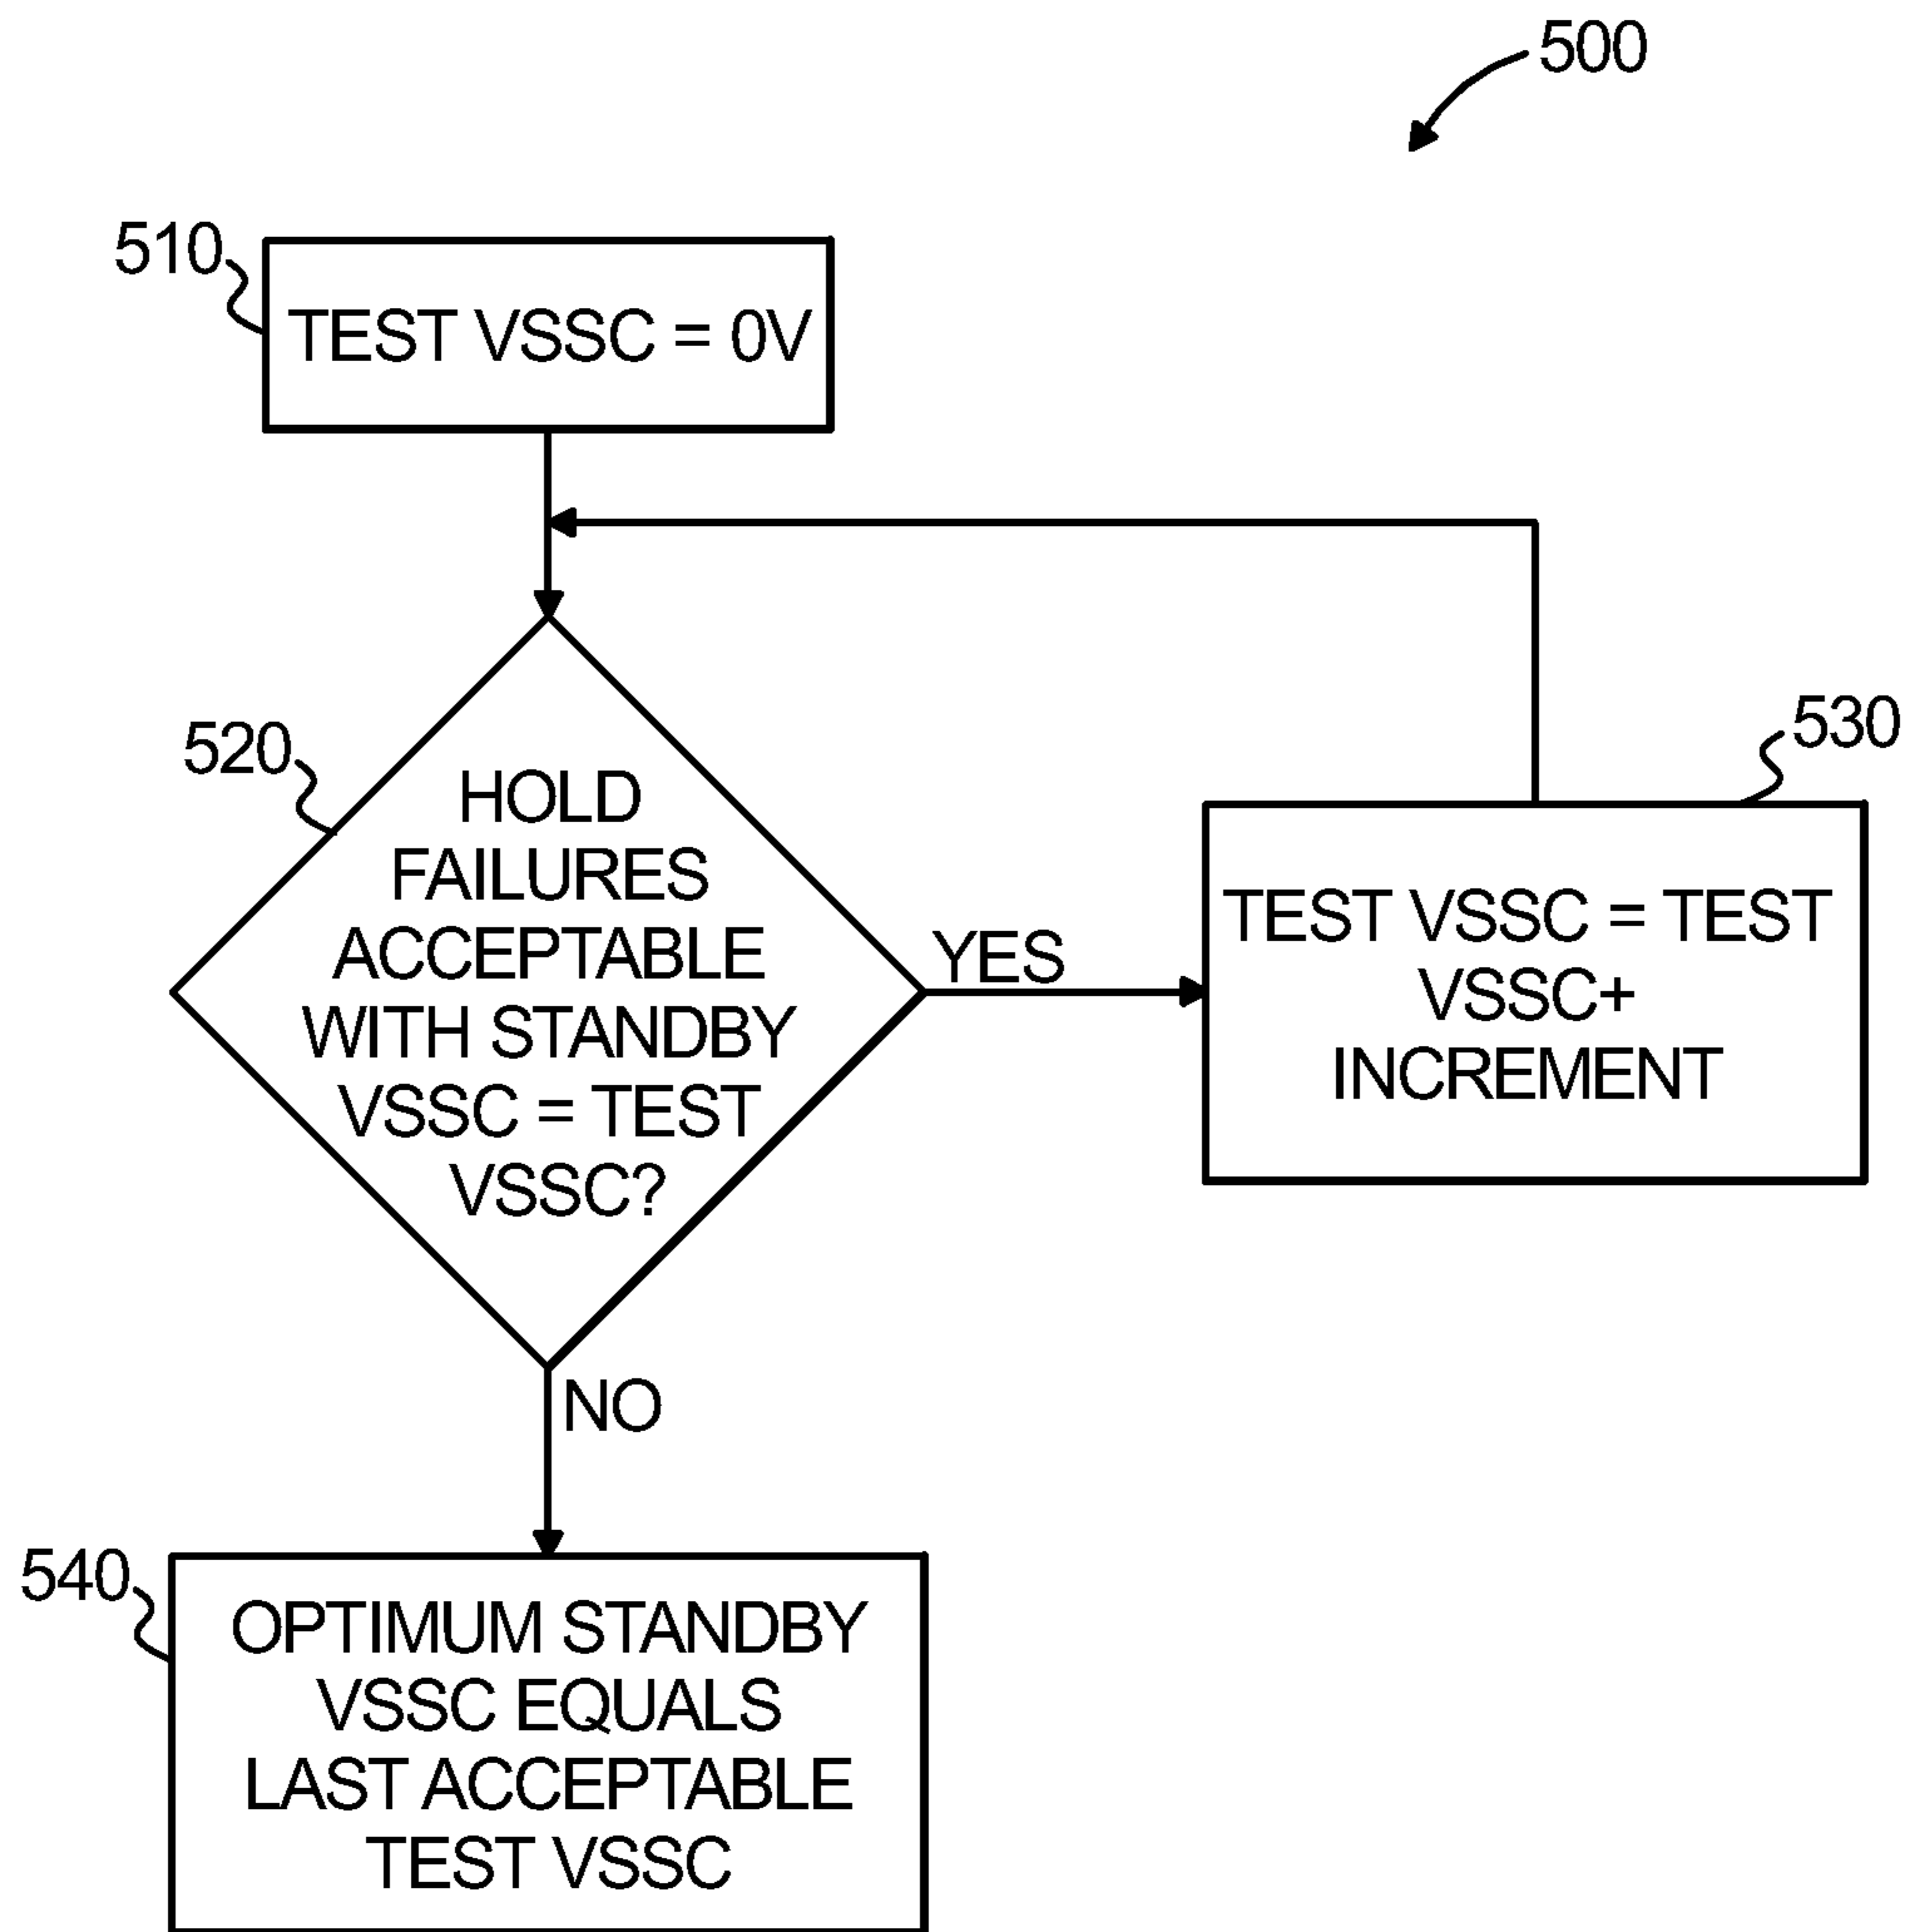 500
510
TEST VSSC = 0V
520
HOLD
FAILURES
ACCEPTABLE
WITH STANDBY
VSSC = TEST
VSSC?
YES
530
TEST VSSC = TEST
VSSC+
INCREMENT
NO
540
OPTIMUM STANDBY
VSSC EQUALS
LAST ACCEPTABLE
TEST VSSC